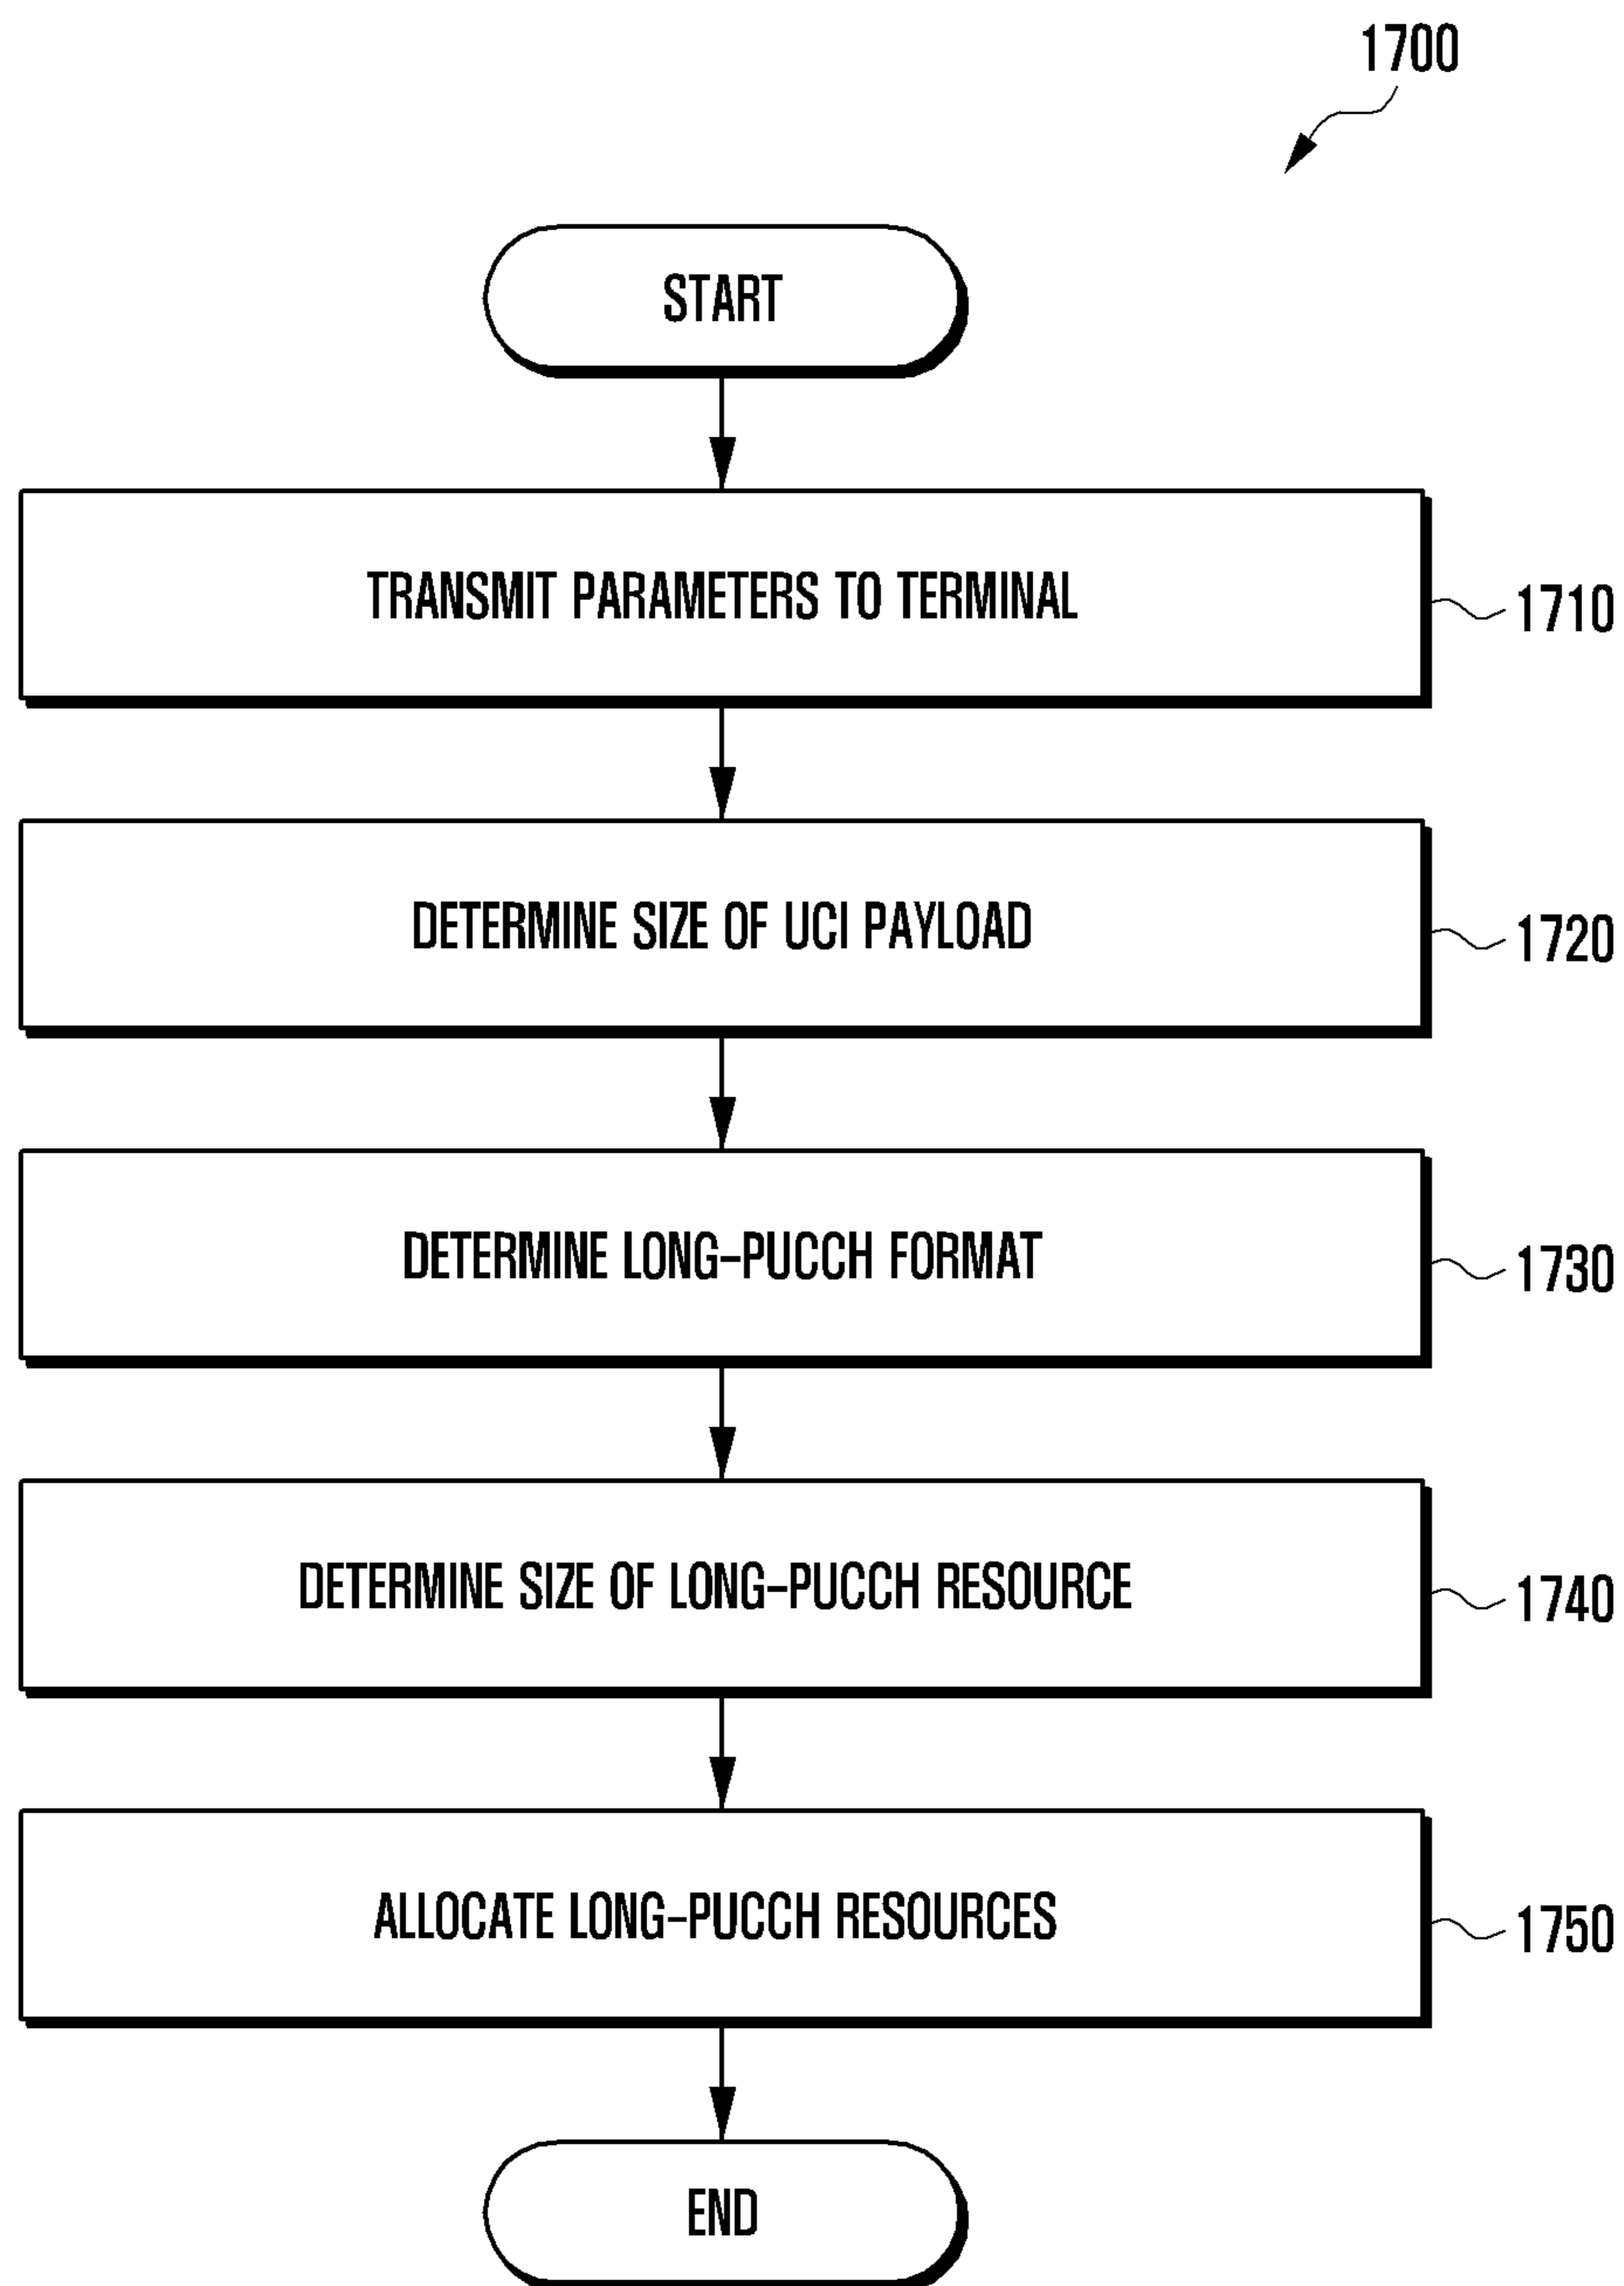 1700
START
TRANSMIT PARAMETERS TO TERMINAL
1710
DETERMINE SIZE OF UCI PAYLOAD
1720
DETERMINE LONG-PUCCH FORMAT
1730
DETERMINE SIZE OF LONG-PUCCH RESOURCE
1740
ALLOCATE LONG-PUCCH RESOURCES
1750
END